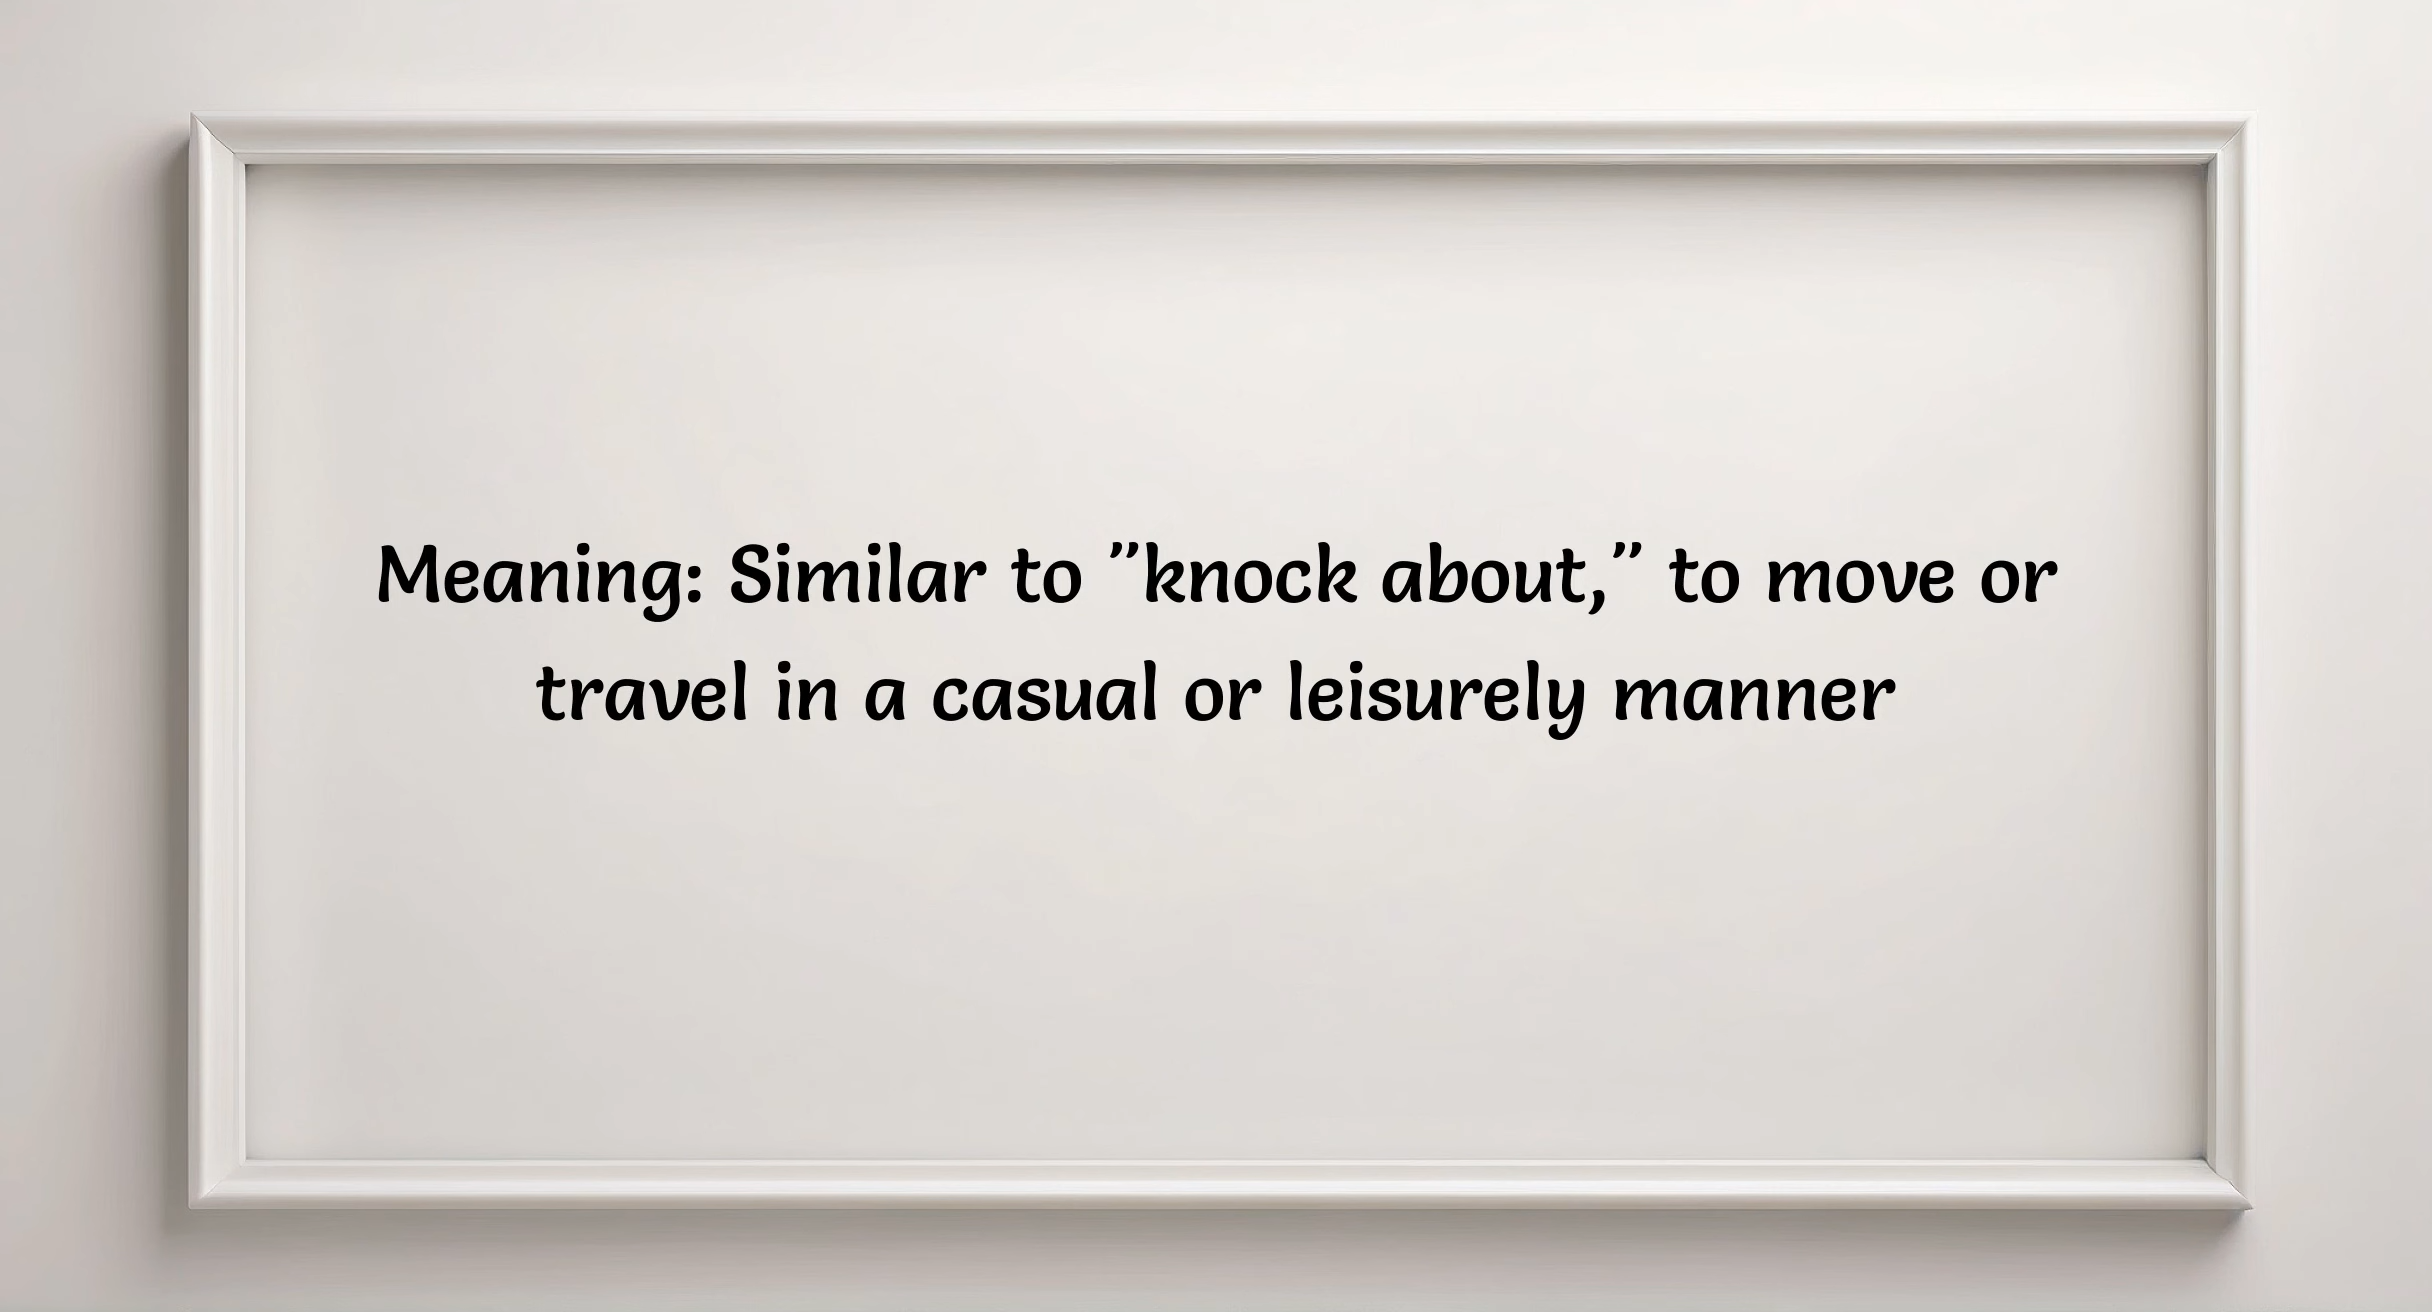 Meaning: Similar to "knock about," to move or
travel in a casual or leisurely manner